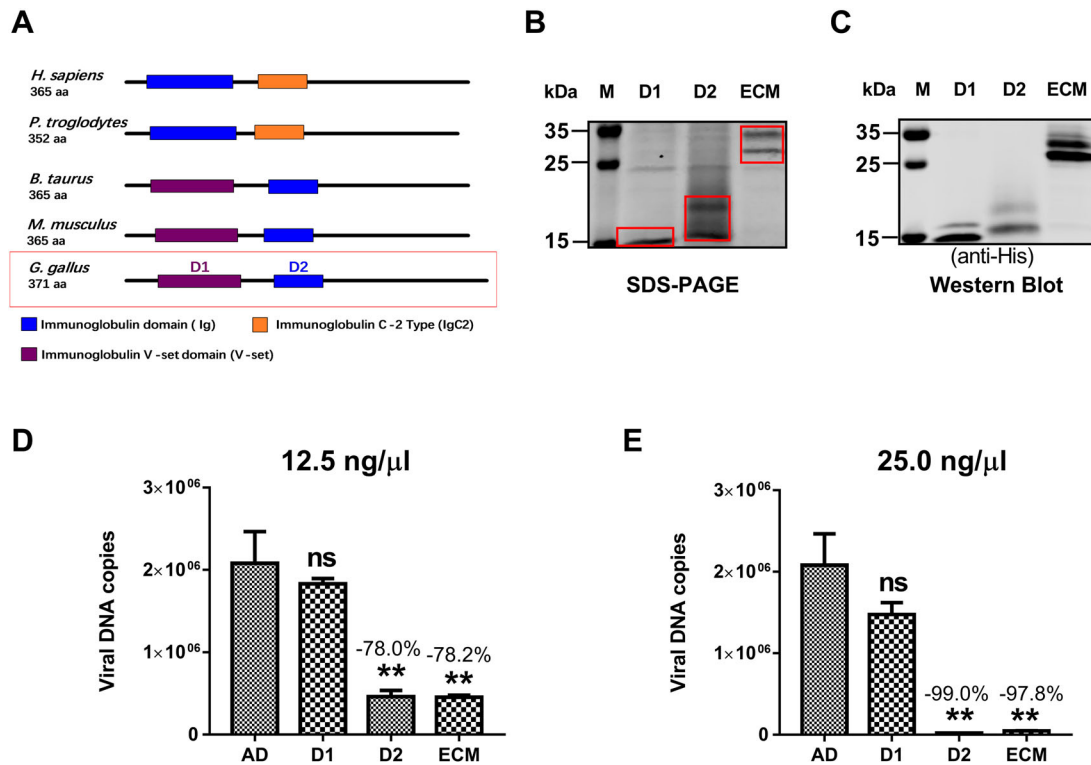 A
H. sapiens
365 aa
P. troglodytes
352 aa
B. taurus
365 aa
M. musculus
365 aa
G. gallus
371 aa
D1 D2
Immunoglobulin domain ( Ig)
Immunoglobulin C -2 Type (IgC2)
Immunoglobulin V -set domain (V-set)
B
kDa M D1 D2 ECM
35
25
15
SDS-PAGE
C
kDa M D1 D2 ECM
35
25
15
(anti-His)
Western Blot
D
12.5 ng/μl
Viral DNA copies
3×10⁰⁶
2×10⁰⁶
1×10⁰⁶
0
ns
-78.0% -78.2%
** **
AD D1 D2 ECM
E
25.0 ng/μl
Viral DNA copies
3×10⁰⁶
2×10⁰⁶
1×10⁰⁶
0
ns
-99.0% -97.8%
** **
AD D1 D2 ECM